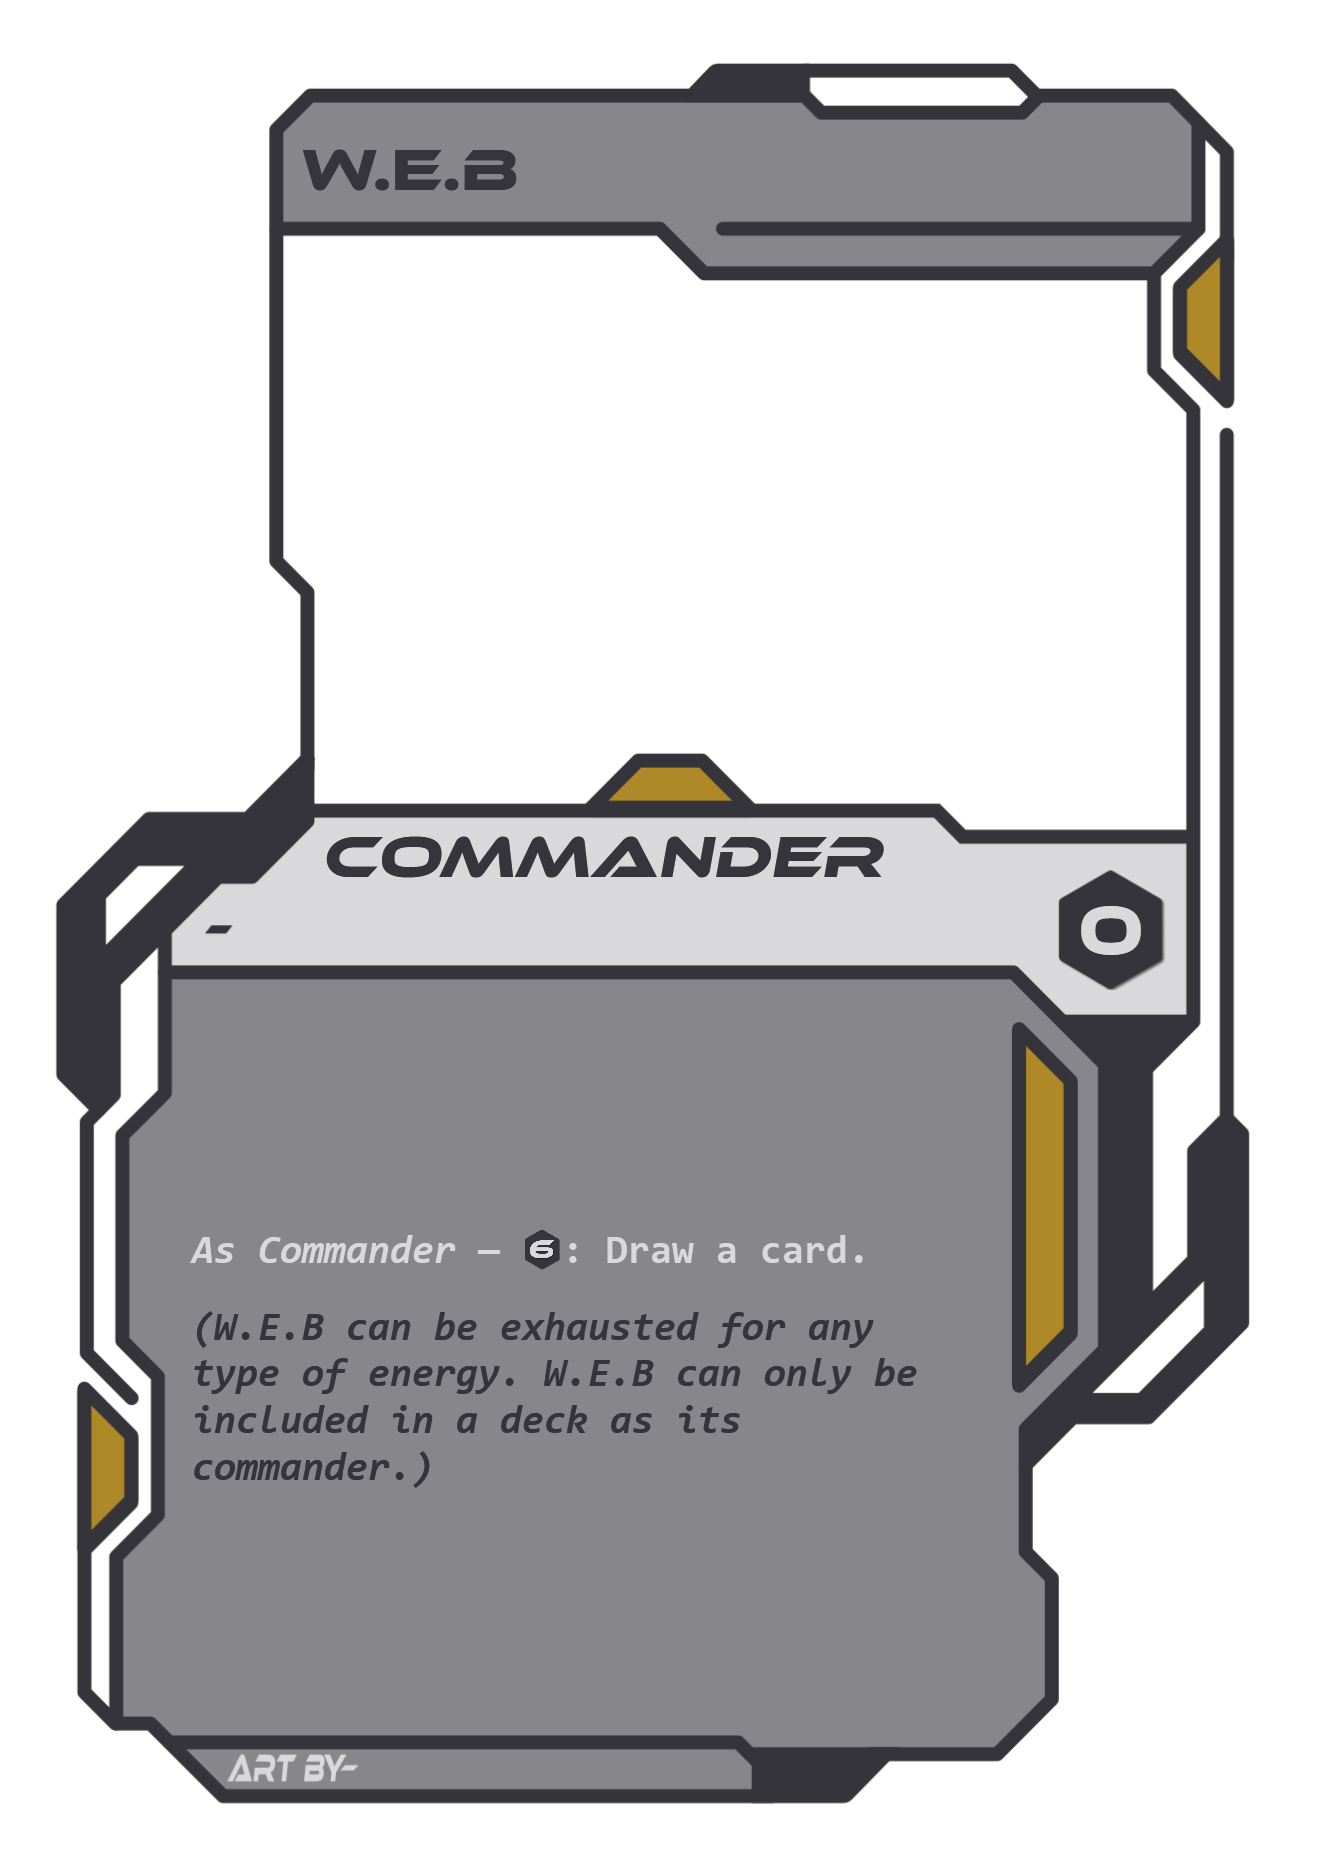 W.E.B
COMMANDER
-
0
As Commander — 6: Draw a card.
(W.E.B can be exhausted for any
type of energy. W.E.B can only be
included in a deck as its
commander.)
ART BY-